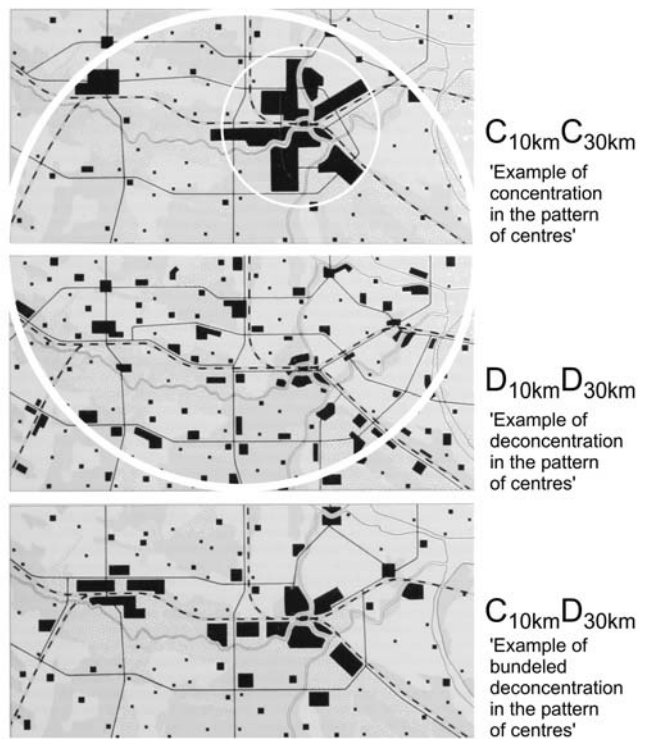 C10kmC30km
'Example of
concentration
in the pattern
of centres'
D10kmD30km
'Example of
deconcentration
in the pattern
of centres'
C10kmD30km
'Example of
bundeled
deconcentration
in the pattern
of centres'